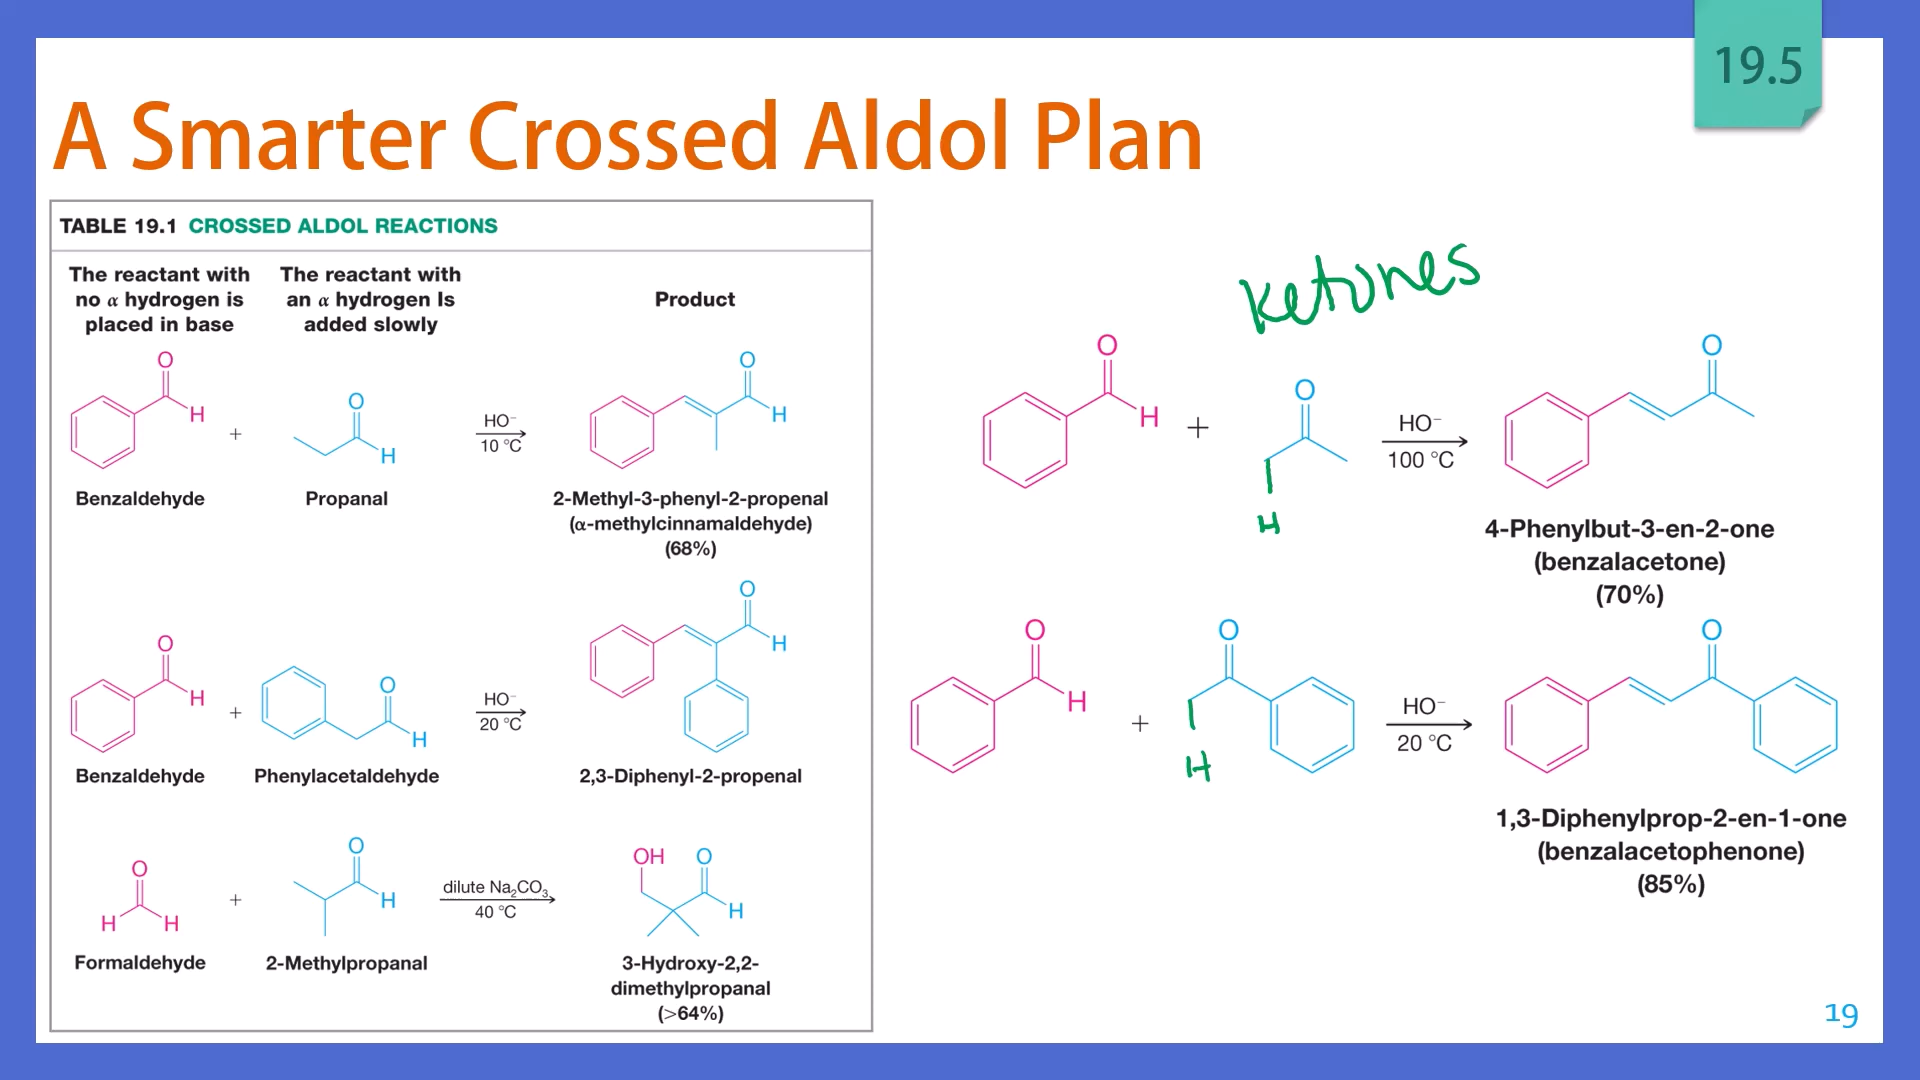 19.5
A Smarter Crossed Aldol Plan
TABLE 19.1 CROSSED ALDOL REACTIONS
The reactant with
no α hydrogen is
placed in base
The reactant with
an α hydrogen Is
added slowly
Product
O
H
+
O
H
HO⁻
10 °C
O
H
Benzaldehyde
Propanal
2-Methyl-3-phenyl-2-propenal
(α-methylcinnamaldehyde)
(68%)
O
H
+
O
H
HO⁻
20 °C
O
H
Benzaldehyde
Phenylacetaldehyde
2,3-Diphenyl-2-propenal
O
H H
+
O
H
dilute Na₂CO₃
40 °C
OH O
H
Formaldehyde
2-Methylpropanal
3-Hydroxy-2,2-
dimethylpropanal
(>64%)
ketones
O
H
+
O
H
HO⁻
100 °C
O
4-Phenylbut-3-en-2-one
(benzalacetone)
(70%)
O
H
+
O
H
HO⁻
20 °C
O
1,3-Diphenylprop-2-en-1-one
(benzalacetophenone)
(85%)
19